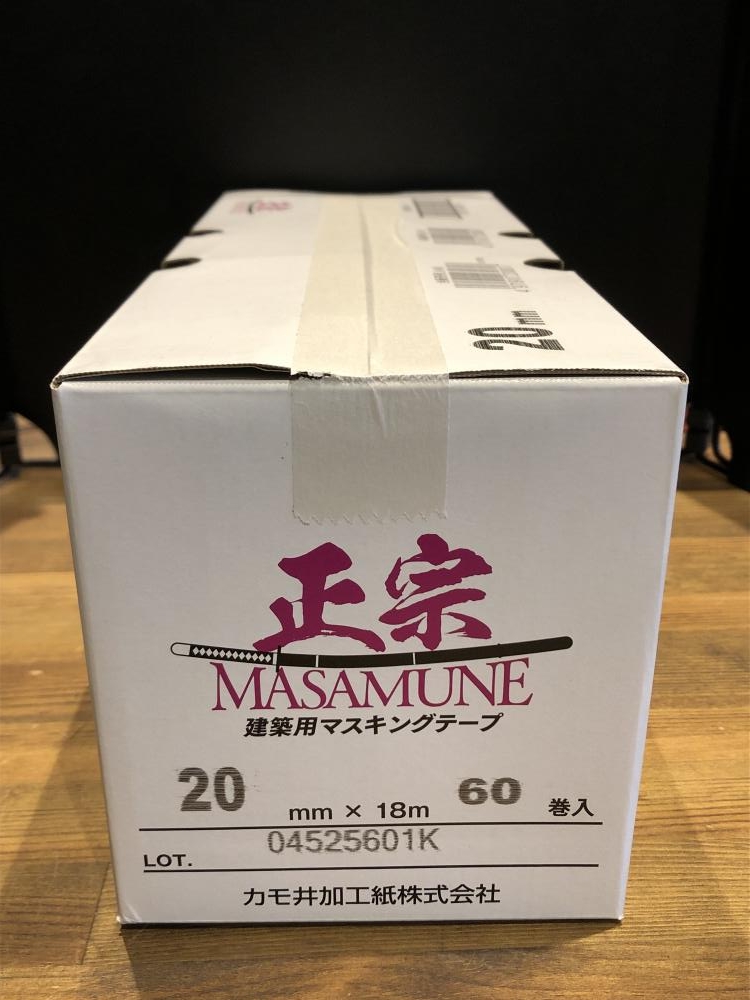 20mm
正宗
MASAMUNE
建築用マスキングテープ
20 mm × 18m 60 巻入
LOT. 04525601K
カモ井加工紙株式会社